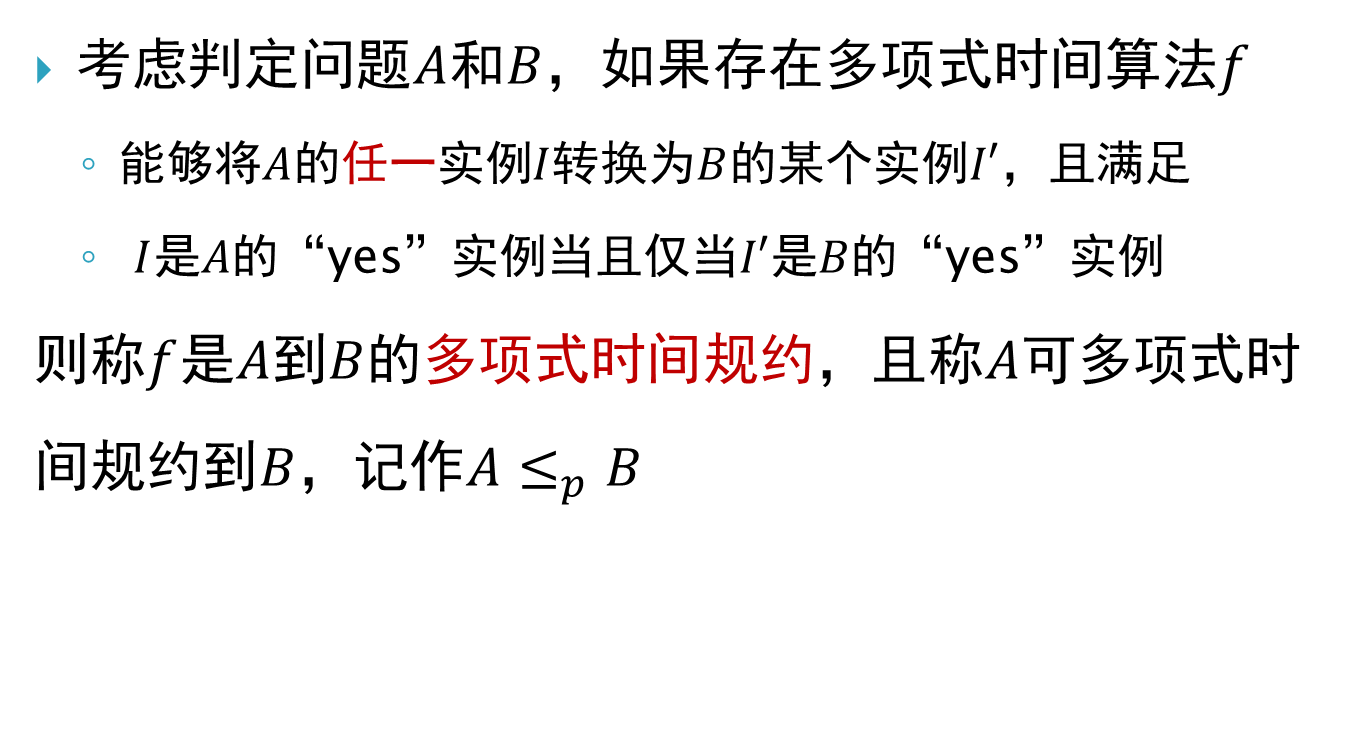 考虑判定问题A和B，如果存在多项式时间算法f
能够将A的任一实例I转换为B的某个实例I′，且满足
I是A的“yes”实例当且仅当I′是B的“yes”实例
则称f是A到B的多项式时间规约，且称A可多项式时
间规约到B，记作A ≤p B